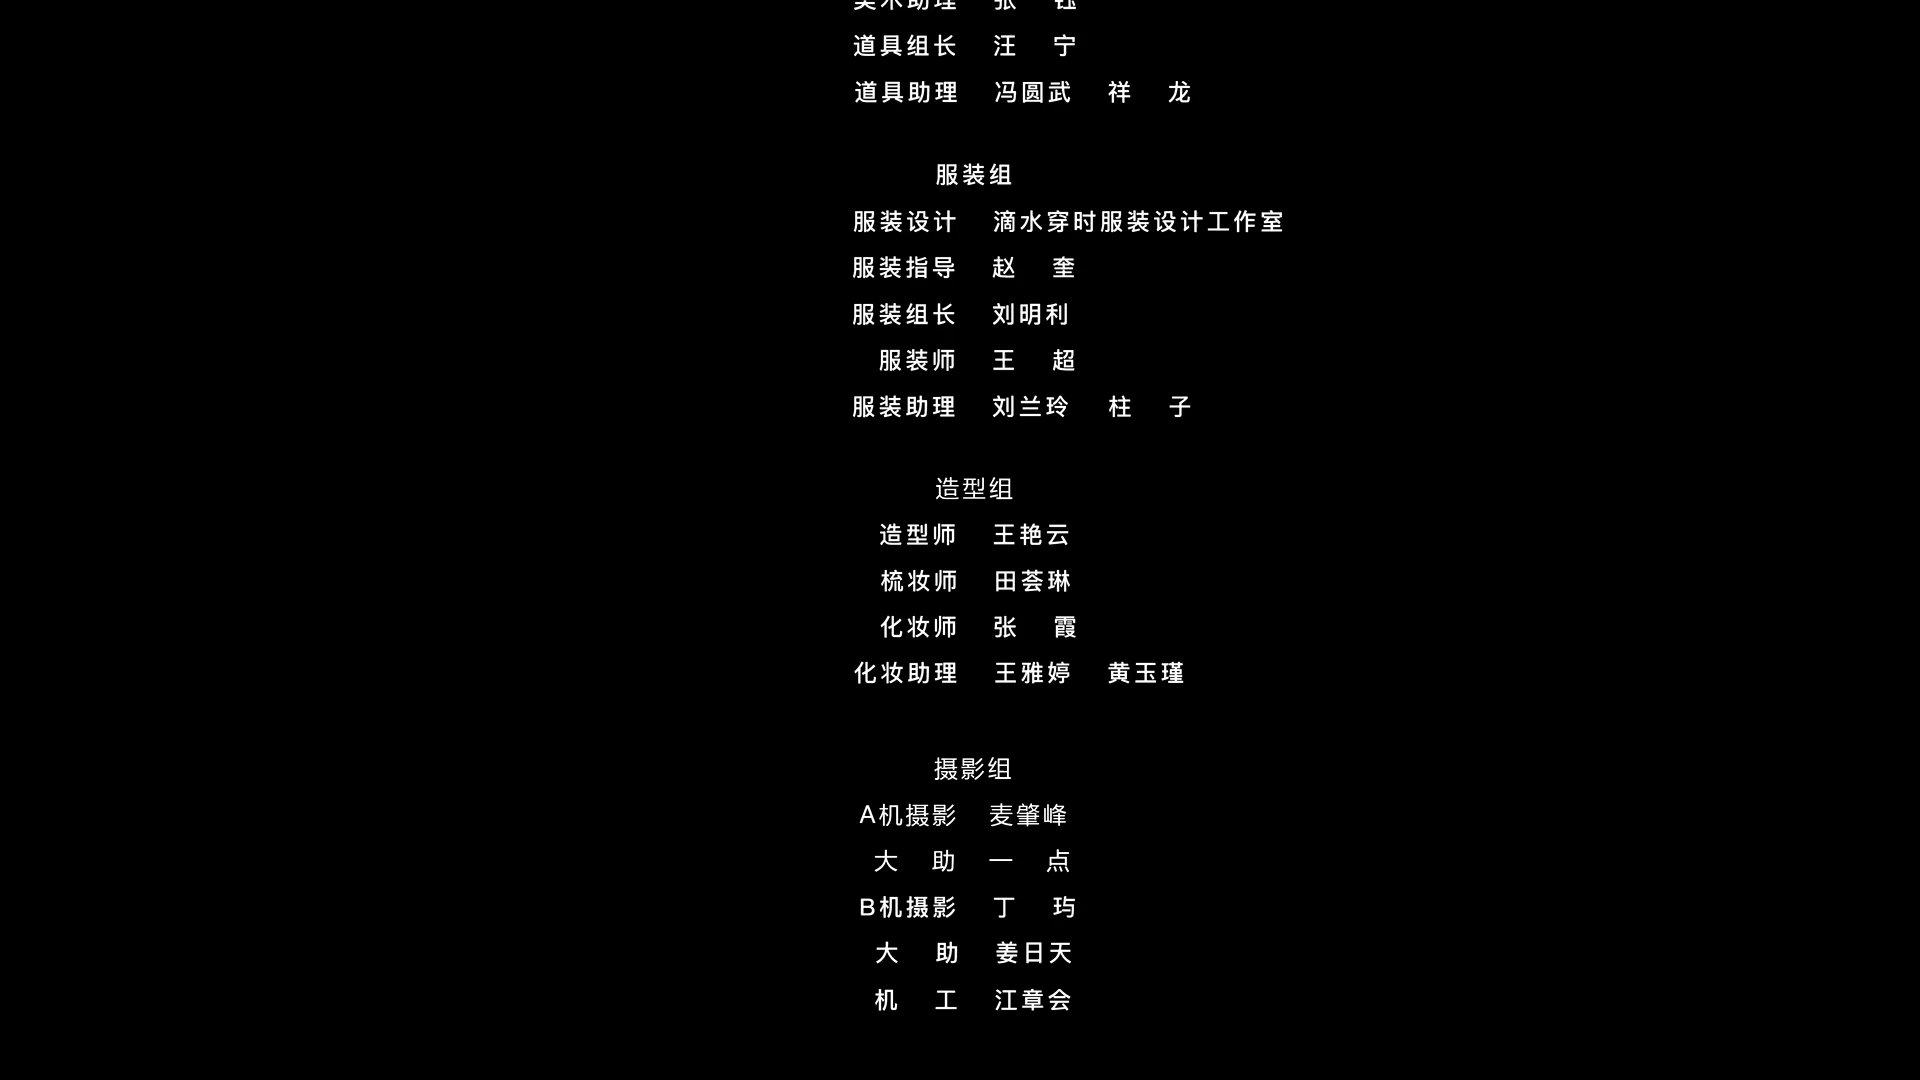 美术助理 张 钰
道具组长 汪 宁
道具助理 冯圆武 祥 龙
服装组
服装设计 滴水穿时服装设计工作室
服装指导 赵 奎
服装组长 刘明利
服装师 王 超
服装助理 刘兰玲 柱 子
造型组
造型师 王艳云
梳妆师 田荟琳
化妆师 张 霞
化妆助理 王雅婷 黄玉瑾
摄影组
A机摄影 麦肇峰
大 助 一 点
B机摄影 丁 玙
大 助 姜日天
机 工 江章会